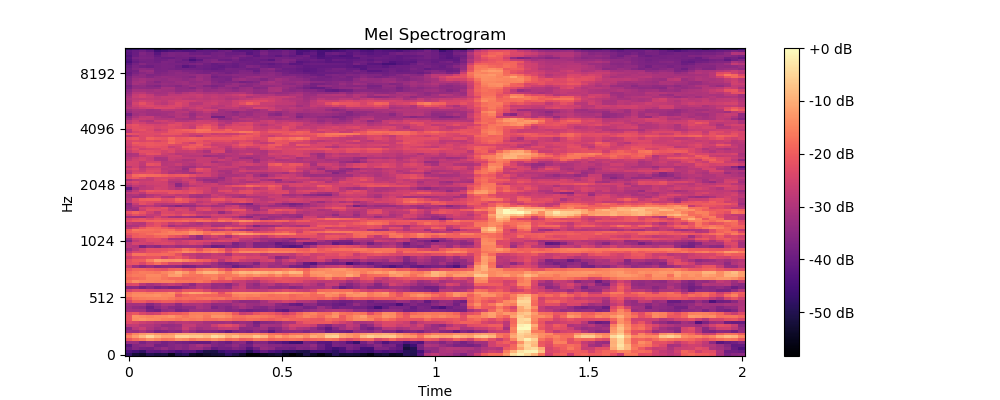 Mel Spectrogram
Hz
8192
4096
2048
1024
512
0
0
0.5
1
1.5
2
Time
+0 dB
-10 dB
-20 dB
-30 dB
-40 dB
-50 dB